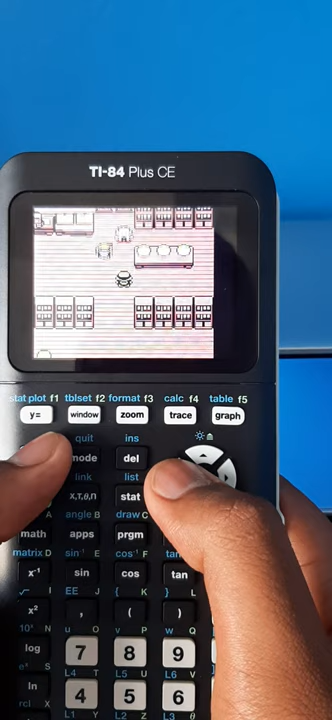 TI-84 Plus CE
stat plot f1 tblset f2 format f3 calc f4 table f5
y= window zoom trace graph
quit ins
mode del
link list
x,T,θ,n stat
A angle B draw C
math apps prgm
matrix D sin⁻¹ E cos⁻¹ F tan
x⁻¹ sin cos tan
√ I EE J { K } L
x² , ( )
10ˣ N u O v P w Q
log 7 8 9
eˣ S L4 T L5 U L6 V
ln 4 5 6
L1 Y L2 Z L3 θ